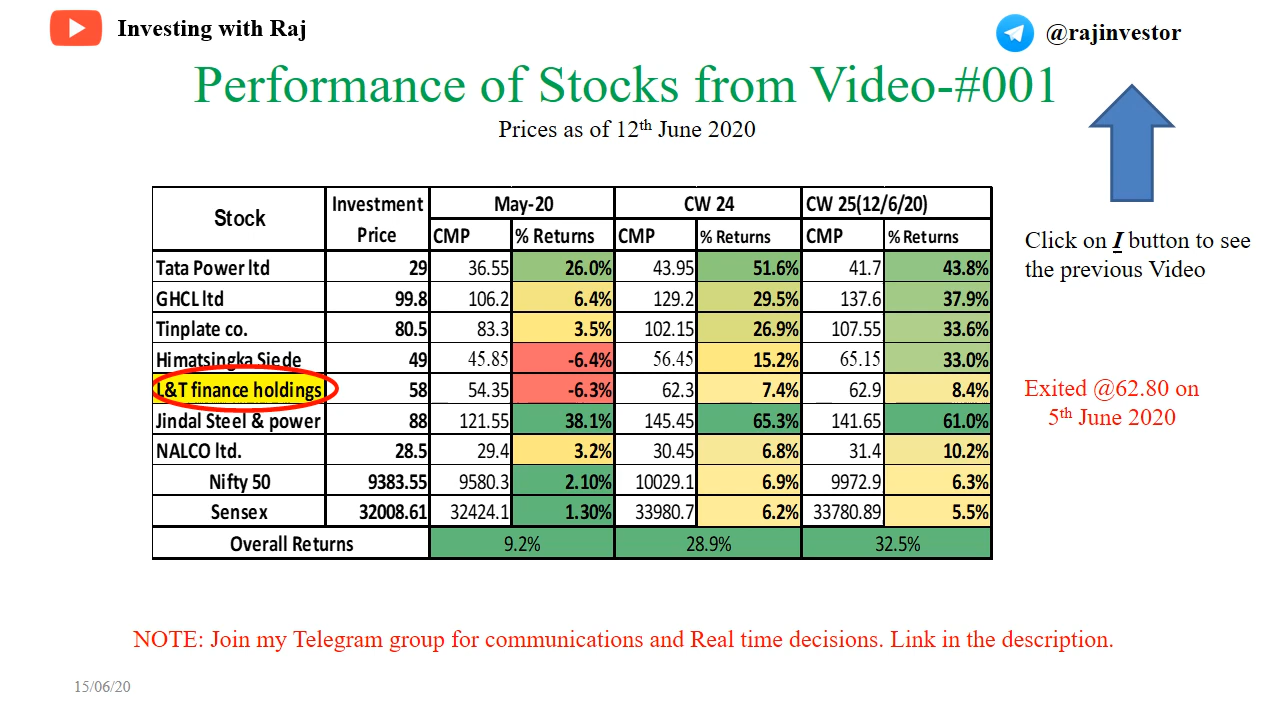 Investing with Raj
@rajinvestor
Performance of Stocks from Video-#001
Prices as of 12th June 2020
Stock Investment Price May-20 CW 24 CW 25(12/6/20)
CMP % Returns CMP % Returns CMP % Returns
Tata Power ltd 29 36.55 26.0% 43.95 51.6% 41.7 43.8%
GHCL ltd 99.8 106.2 6.4% 129.2 29.5% 137.6 37.9%
Tinplate co. 80.5 83.3 3.5% 102.15 26.9% 107.55 33.6%
Himatsingka Siede 49 45.85 -6.4% 56.45 15.2% 65.15 33.0%
L&T finance holdings 58 54.35 -6.3% 62.3 7.4% 62.9 8.4%
Jindal Steel & power 88 121.55 38.1% 145.45 65.3% 141.65 61.0%
NALCO ltd. 28.5 29.4 3.2% 30.45 6.8% 31.4 10.2%
Nifty 50 9383.55 9580.3 2.10% 10029.1 6.9% 9972.9 6.3%
Sensex 32008.61 32424.1 1.30% 33980.7 6.2% 33780.89 5.5%
Overall Returns 9.2% 28.9% 32.5%
Click on I button to see
the previous Video
Exited @62.80 on
5th June 2020
NOTE: Join my Telegram group for communications and Real time decisions. Link in the description.
15/06/20